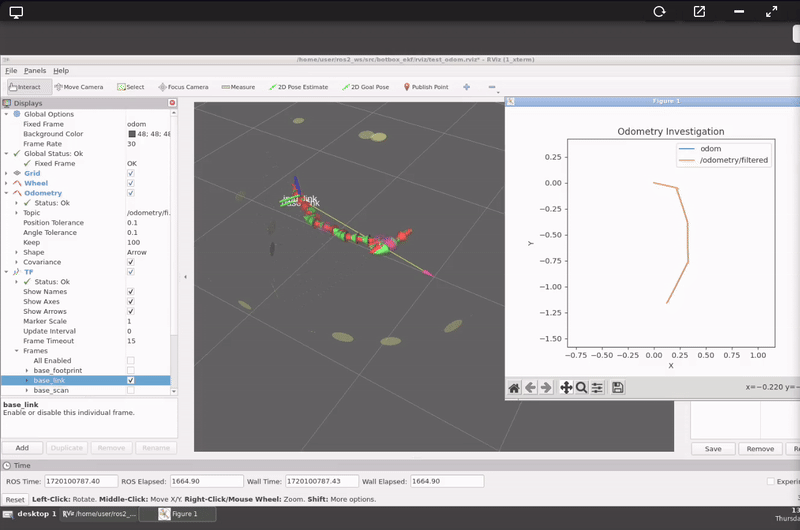 /home/user/ros2_ws/src/botbox_ekf/rviz/test_odom.rviz* - RViz (1_xterm)
File Panels Help
Interact Move Camera Select Focus Camera Measure 2D Pose Estimate 2D Goal Pose Publish Point
Displays
Global Options
Fixed Frame odom
Background Color 48; 48; 48
Frame Rate 30
Global Status: Ok
Fixed Frame OK
Grid
Wheel
Odometry
Status: Ok
Topic /odometry/fi.
Position Tolerance 0.1
Angle Tolerance 0.1
Keep 100
Shape Arrow
Covariance
TF
Status: Ok
Show Names
Show Axes
Show Arrows
Marker Scale 1
Update Interval 0
Frame Timeout 15
Frames
All Enabled
base_footprint
base_link
base_scan
base_link
Enable or disable this individual frame.
Add Duplicate Remove Rename
Figure 1
Odometry Investigation
odom
/odometry/filtered
0.25
0.00
−0.25
−0.50
−0.75
−1.00
−1.25
−1.50
Y
−0.75 −0.50 −0.25 0.00 0.25 0.50 0.75 1.00
X
x=−0.220 y=−
Save Remove Re
Time
ROS Time: 1720100787.40 ROS Elapsed: 1664.90 Wall Time: 1720100787.43 Wall Elapsed: 1664.90 Experi
Reset Left-Click: Rotate. Middle-Click: Move X/Y. Right-Click/Mouse Wheel: Zoom. Shift: More options.
desktop 1 /home/user/ros2_... Figure 1
Thursda